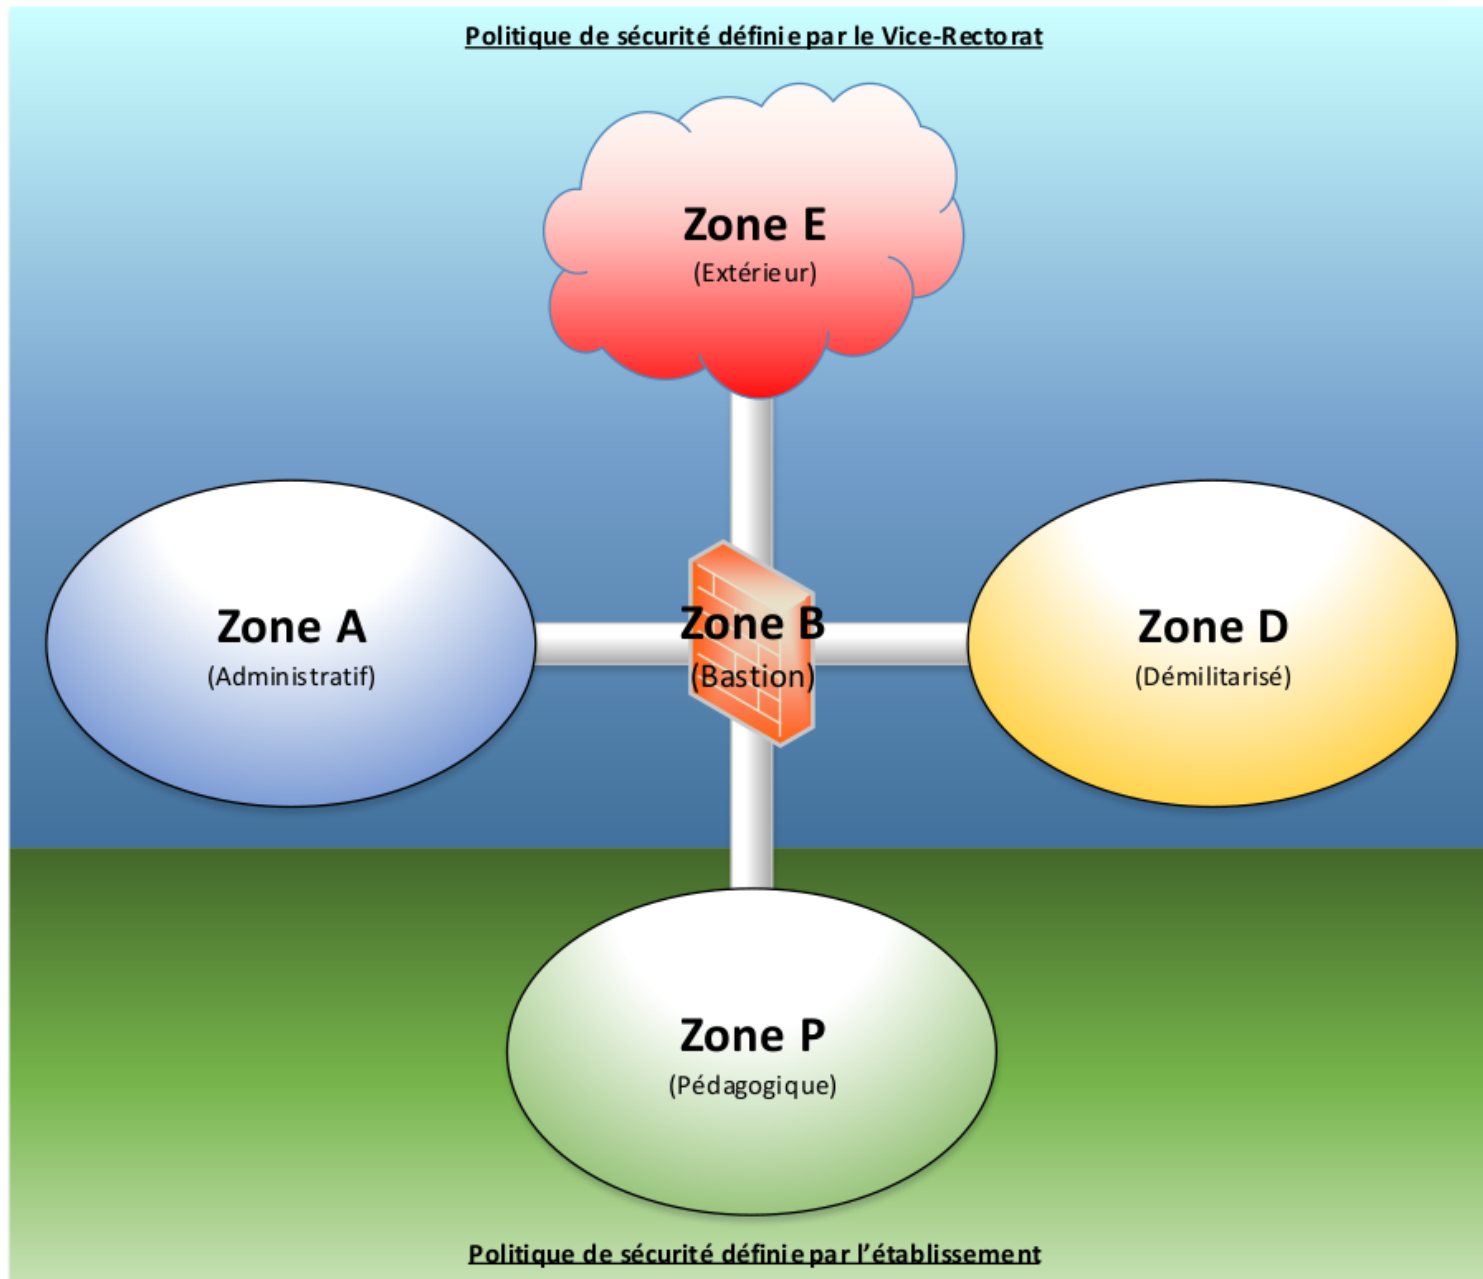 Politique de sécurité définie par le Vice-Rectorat
Zone E
(Extérieur)
Zone A
(Administratif)
Zone B
(Bastion)
Zone D
(Démilitarisé)
Zone P
(Pédagogique)
Politique de sécurité définie par l'établissement